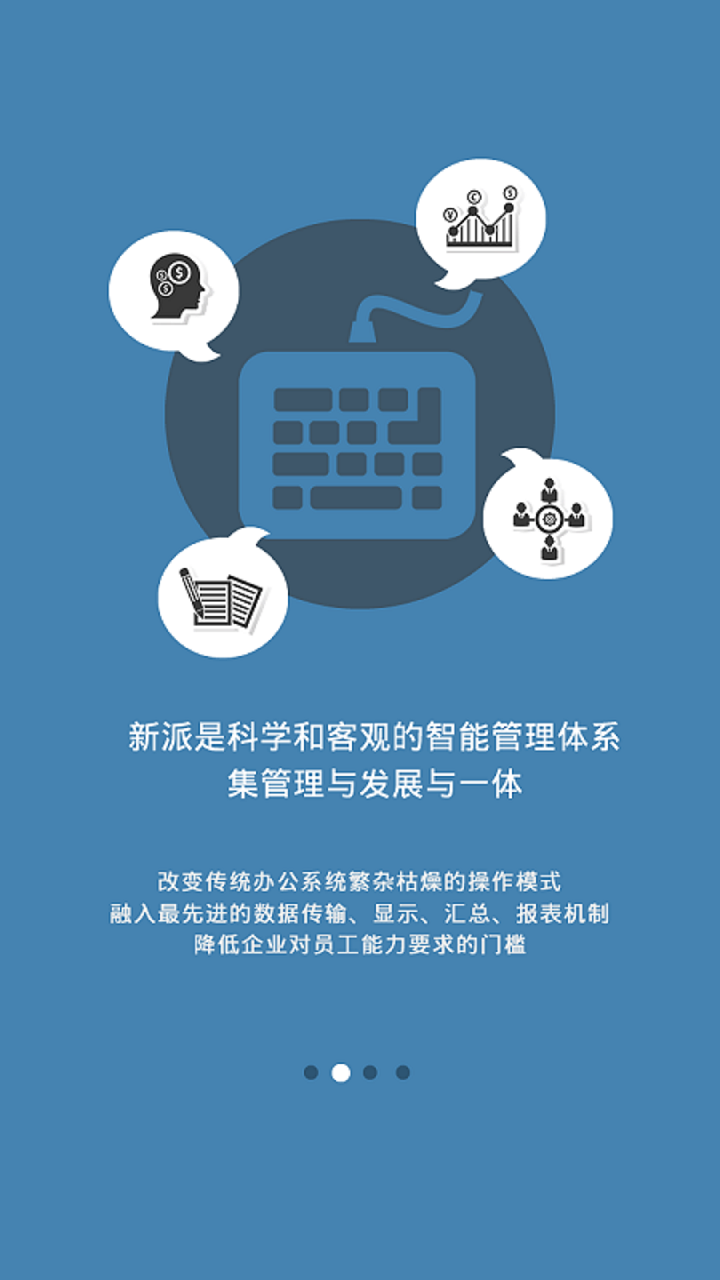 新派是科学和客观的智能管理体系
集管理与发展与一体
改变传统办公系统繁杂枯燥的操作模式
融入最先进的数据传输、显示、汇总、报表机制
降低企业对员工能力要求的门槛